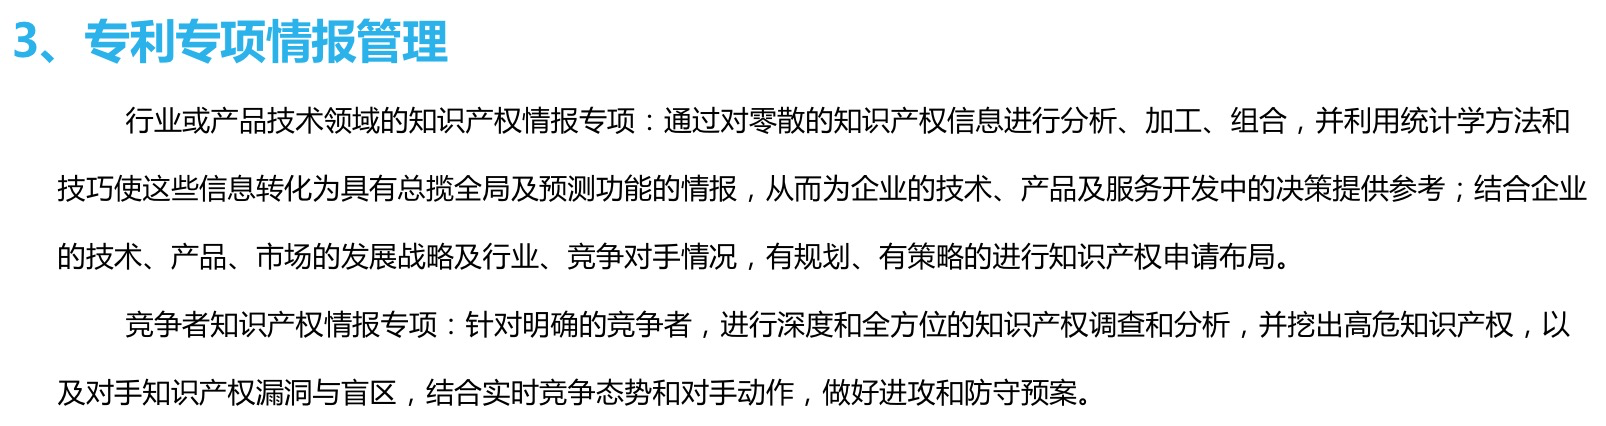 3、专利专项情报管理
行业或产品技术领域的知识产权情报专项：通过对零散的知识产权信息进行分析、加工、组合，并利用统计学方法和
技巧使这些信息转化为具有总揽全局及预测功能的情报，从而为企业的技术、产品及服务开发中的决策提供参考；结合企业
的技术、产品、市场的发展战略及行业、竞争对手情况，有规划、有策略的进行知识产权申请布局。
竞争者知识产权情报专项：针对明确的竞争者，进行深度和全方位的知识产权调查和分析，并挖出高危知识产权，以
及对手知识产权漏洞与盲区，结合实时竞争态势和对手动作，做好进攻和防守预案。